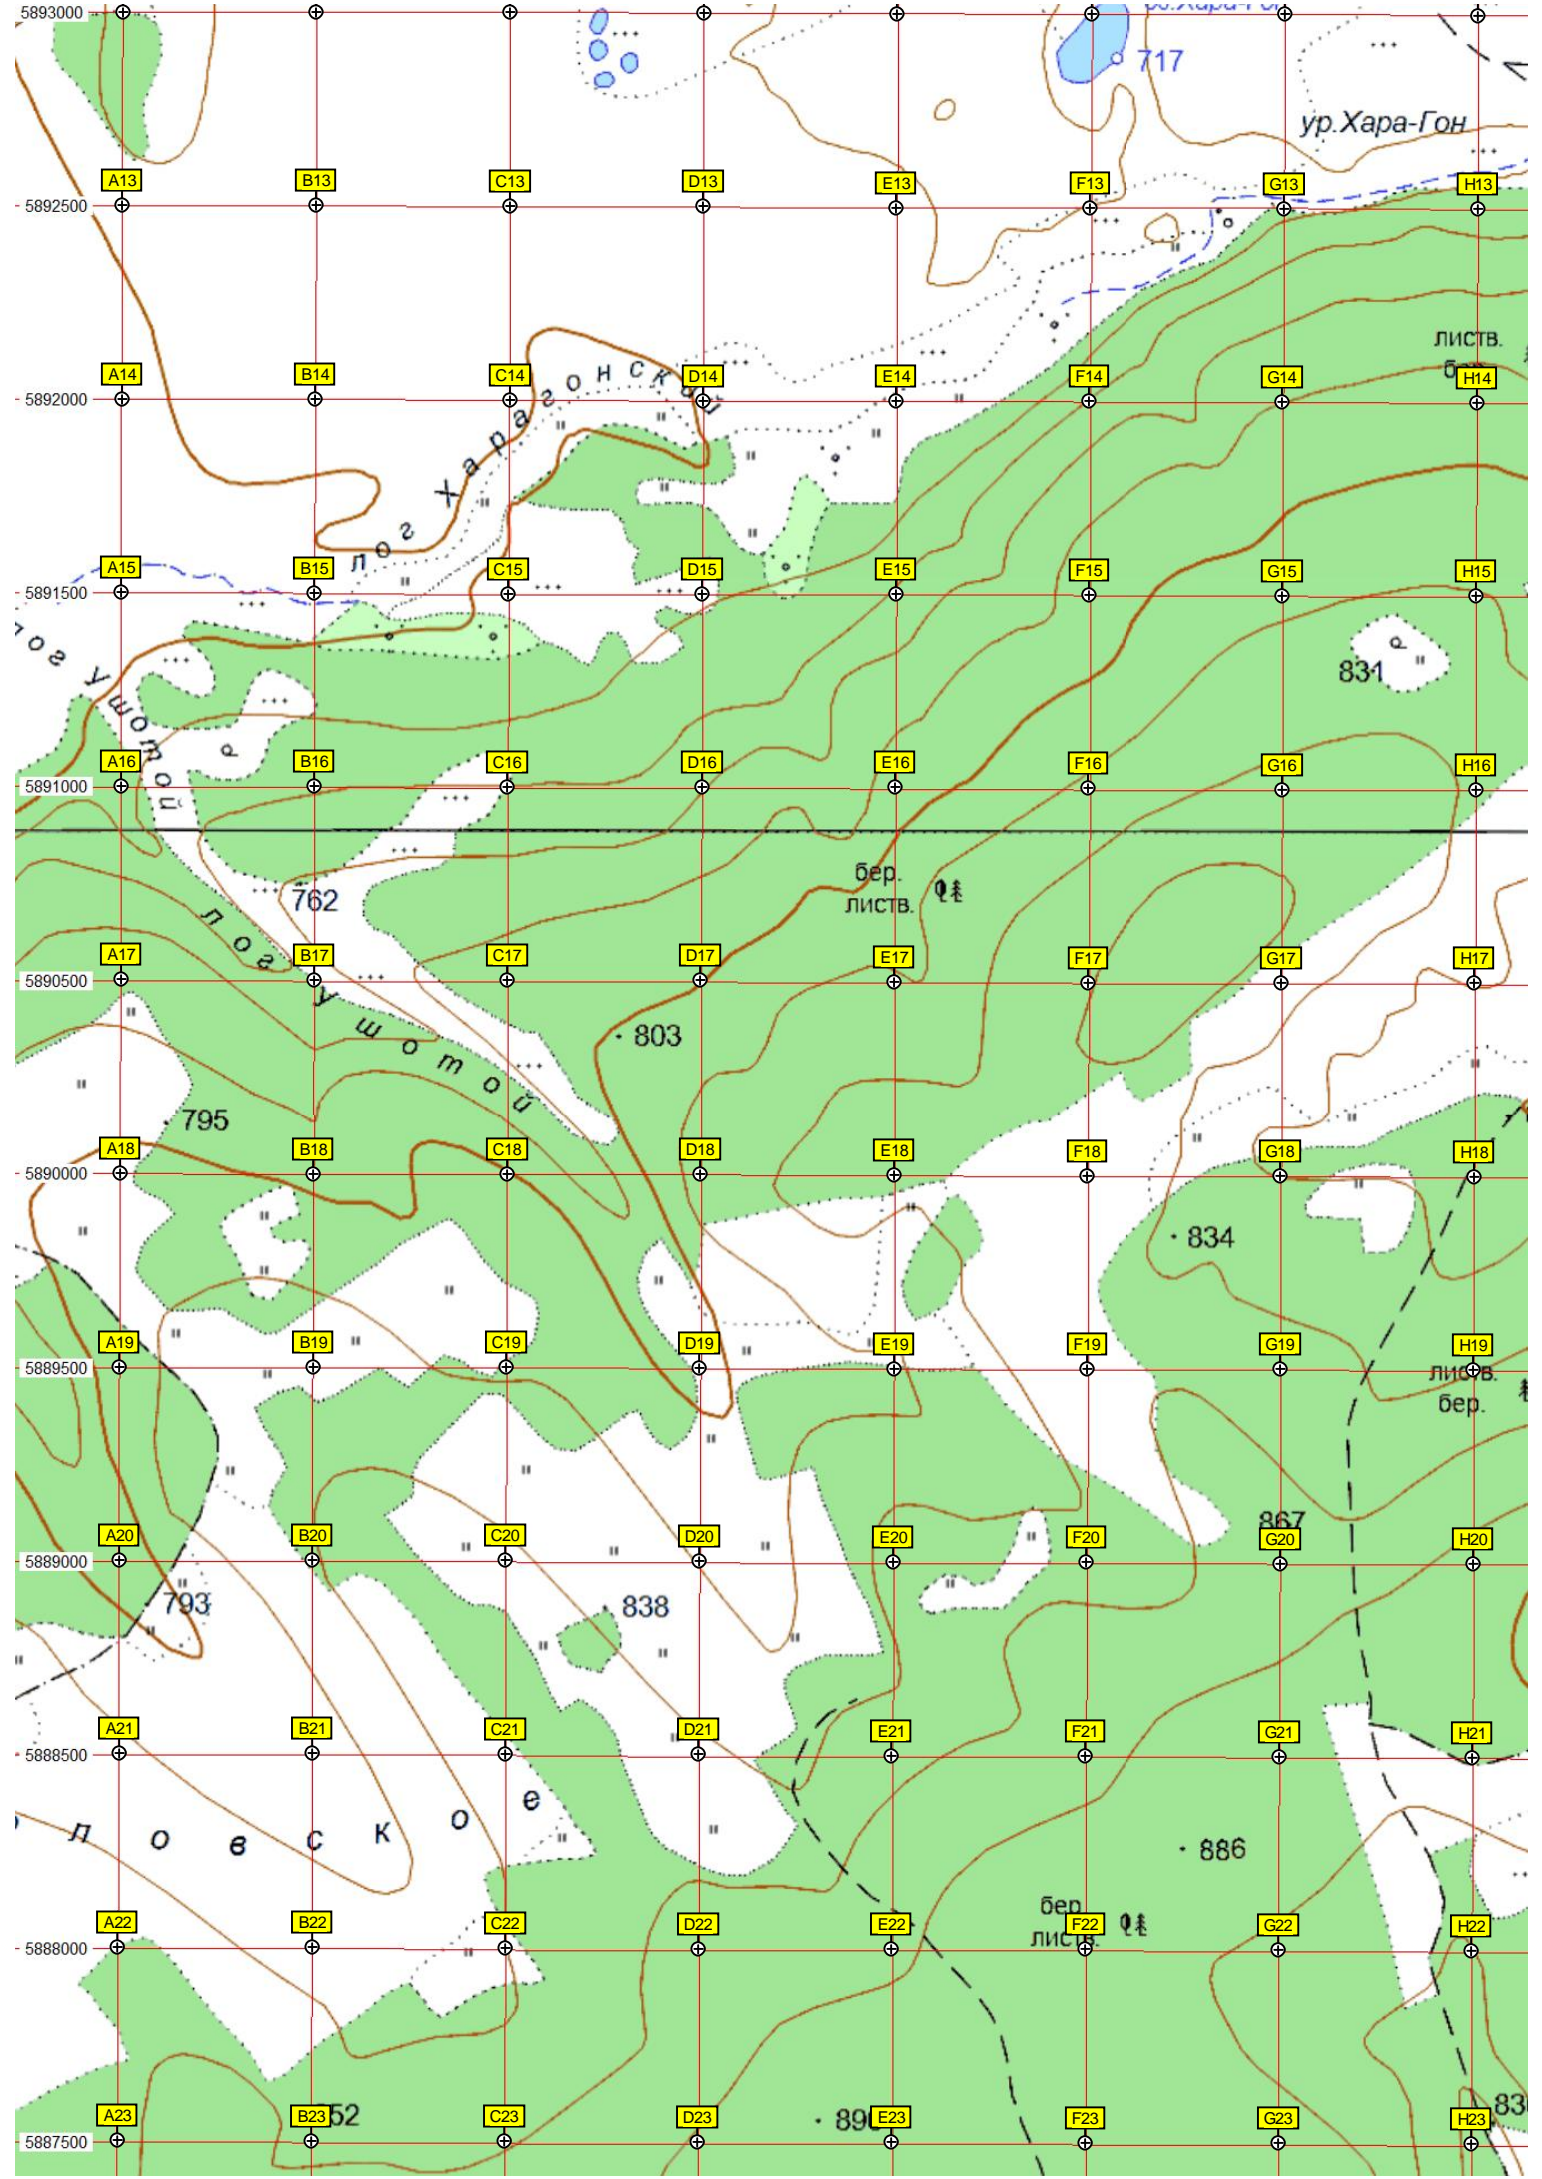 5893000
717
ур.Хара-Гон
A13 B13 C13 D13 E13 F13 G13 H13
5892500
листв.
A14 B14 C14 D14 E14 F14 G14 H14
5892000
лог Харагонский
A15 B15 C15 D15 E15 F15 G15 H15
5891500
лог Ушотой
831
A16 B16 C16 D16 E16 F16 G16 H16
5891000
бер.
листв.
762
лог Ушотой
A17 B17 C17 D17 E17 F17 G17 H17
5890500
803
795
A18 B18 C18 D18 E18 F18 G18 H18
5890000
834
A19 B19 C19 D19 E19 F19 G19 H19
5889500
листв.
бер.
867
A20 B20 C20 D20 E20 F20 G20 H20
5889000
793
838
A21 B21 C21 D21 E21 F21 G21 H21
5888500
ловское
886
бер.
листв.
A22 B22 C22 D22 E22 F22 G22 H22
5888000
A23 B23 C23 D23 E23 F23 G23 H23
5887500